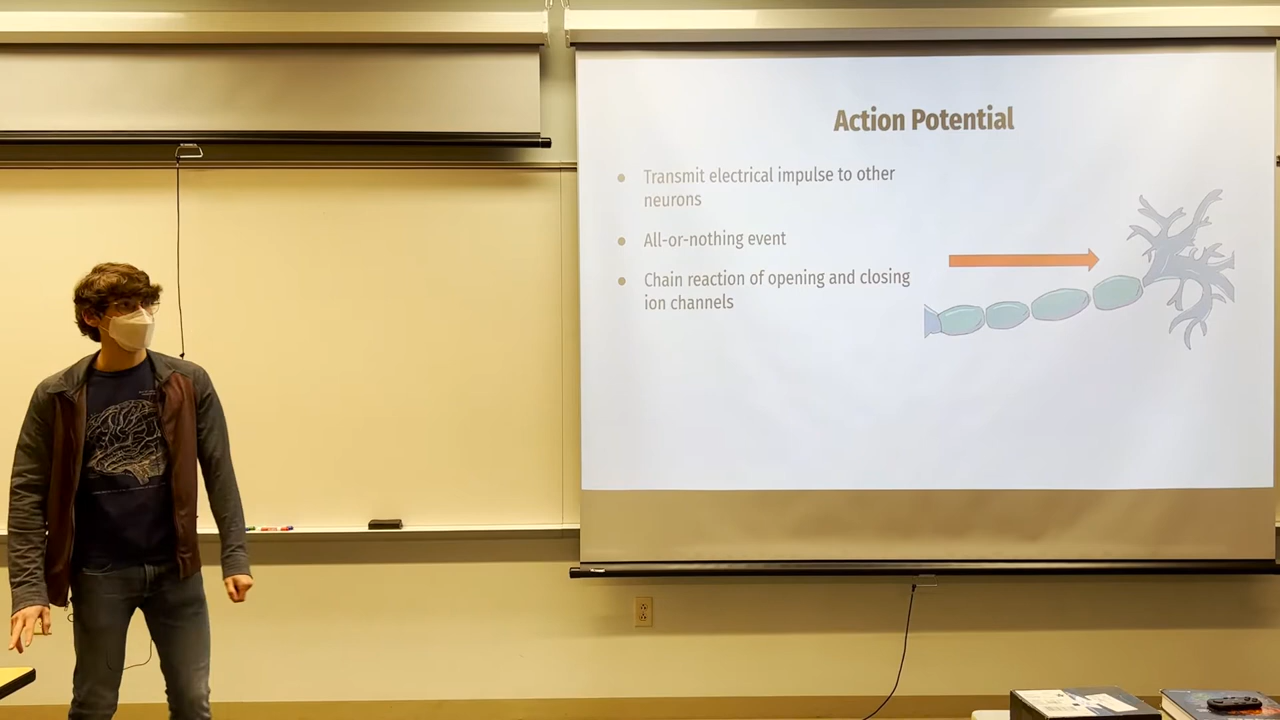 Action Potential
● Transmit electrical impulse to other
neurons
● All-or-nothing event
● Chain reaction of opening and closing
ion channels